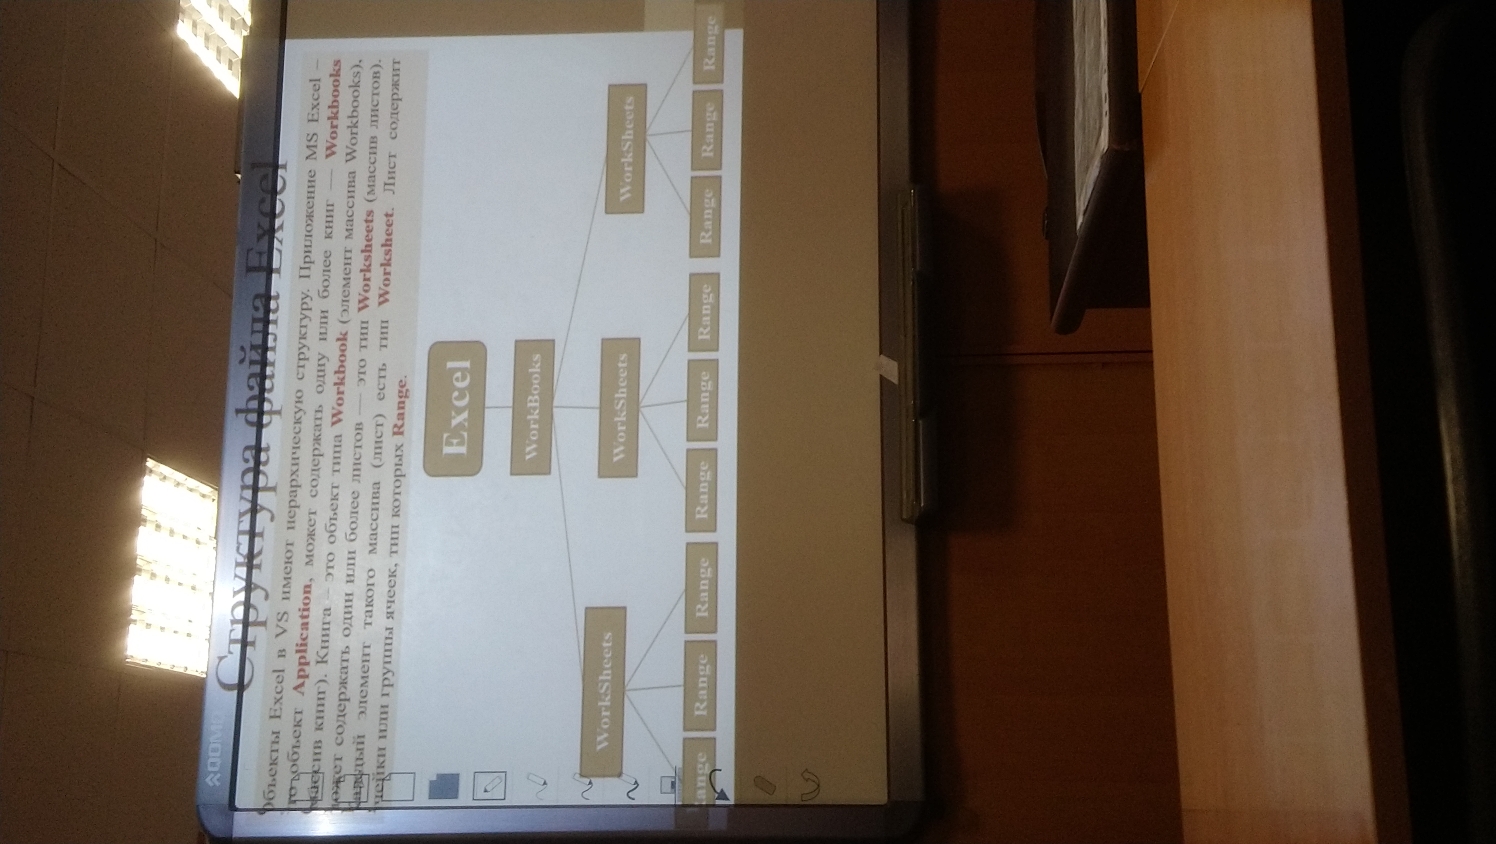 QOMO
Структура файла Excel
Объекты Excel в VS имеют иерархическую структуру. Приложение MS Excel –
это объект Application, может содержать одну или более книг — Workbooks
(массив книг). Книга – это объект типа Workbook (элемент массива Workbooks),
может содержать один или более листов — это тип Worksheets (массив листов).
Каждый элемент такого массива (лист) есть тип Worksheet. Лист содержит
ячейки или группы ячеек, тип которых Range.
Excel
WorkBooks
WorkSheets WorkSheets WorkSheets
Range Range Range Range Range Range Range Range Range